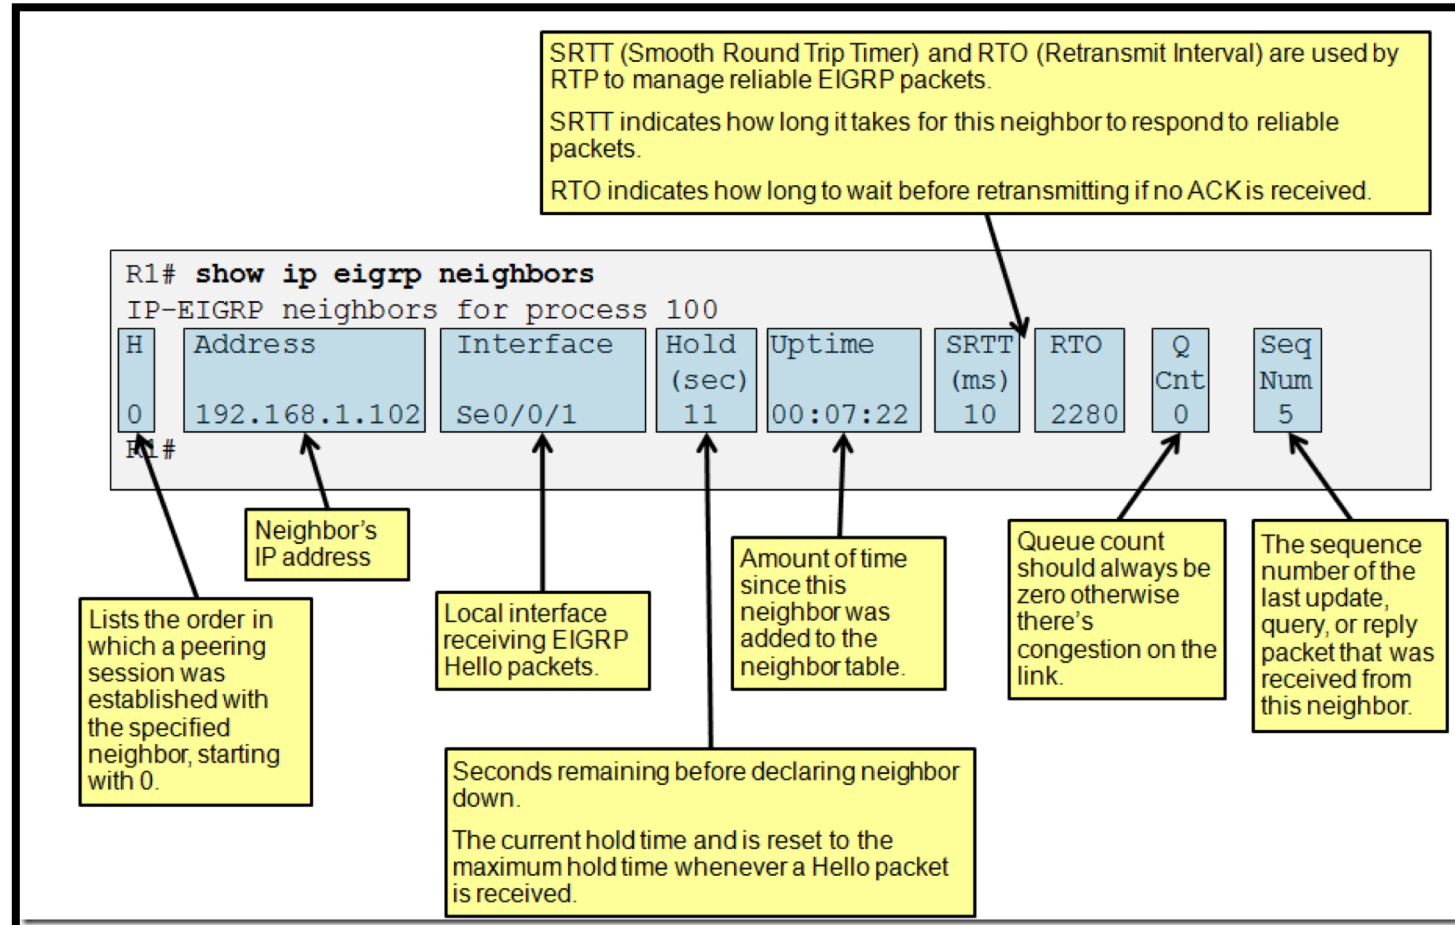 SRTT (Smooth Round Trip Timer) and RTO (Retransmit Interval) are used by
RTP to manage reliable EIGRP packets.
SRTT indicates how long it takes for this neighbor to respond to reliable
packets.
RTO indicates how long to wait before retransmitting if no ACK is received.
R1# show ip eigrp neighbors
IP-EIGRP neighbors for process 100
H Address Interface Hold Uptime SRTT RTO Q Seq
(sec) (ms) Cnt Num
0 192.168.1.102 Se0/0/1 11 00:07:22 10 2280 0 5
R1#
Neighbor's
IP address
Lists the order in
which a peering
session was
established with
the specified
neighbor, starting
with 0.
Local interface
receiving EIGRP
Hello packets.
Seconds remaining before declaring neighbor
down.
The current hold time and is reset to the
maximum hold time whenever a Hello packet
is received.
Amount of time
since this
neighbor was
added to the
neighbor table.
Queue count
should always be
zero otherwise
there's
congestion on the
link.
The sequence
number of the
last update,
query, or reply
packet that was
received from
this neighbor.